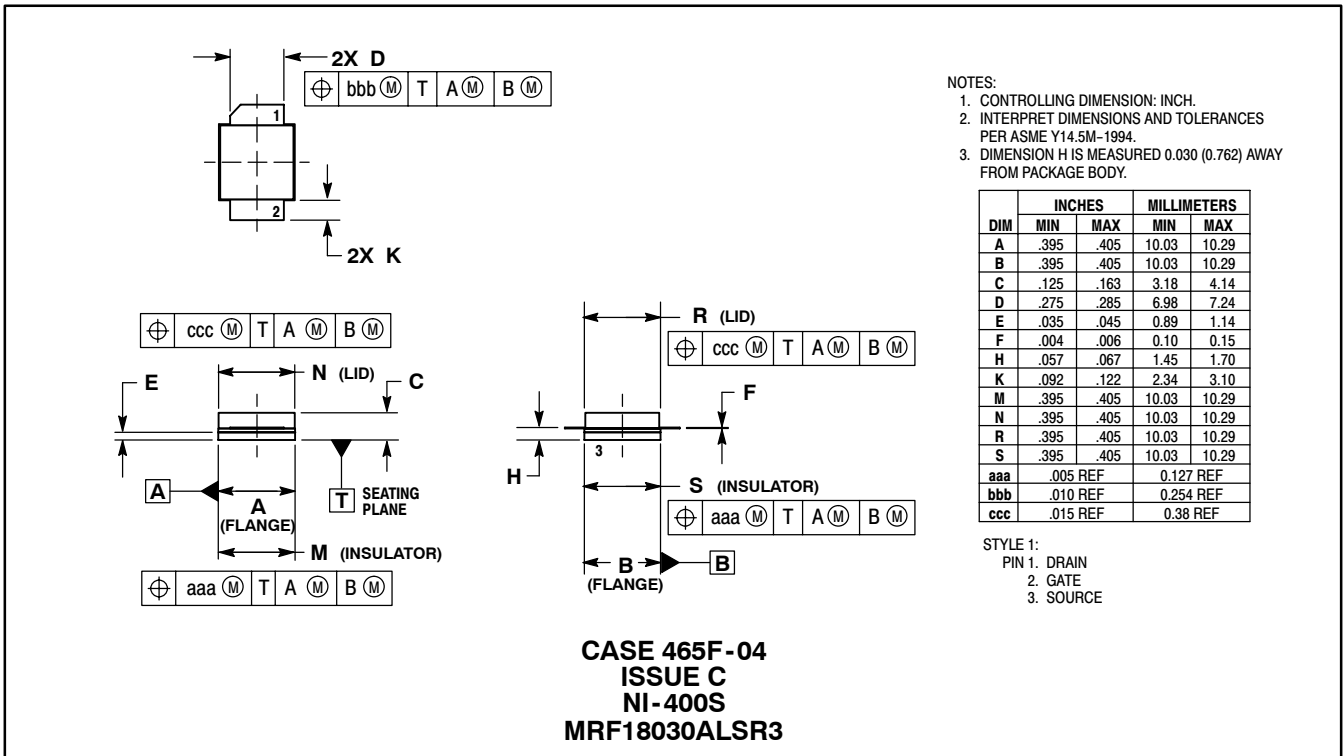 2X D
⌖ bbb Ⓜ T A Ⓜ B Ⓜ
1
2
2X K
⌖ ccc Ⓜ T A Ⓜ B Ⓜ
N (LID)
E
C
A
A
(FLANGE)
T SEATING
PLANE
M (INSULATOR)
⌖ aaa Ⓜ T A Ⓜ B Ⓜ
R (LID)
⌖ ccc Ⓜ T A Ⓜ B Ⓜ
F
3
H
S (INSULATOR)
⌖ aaa Ⓜ T A Ⓜ B Ⓜ
B
B
(FLANGE)
NOTES:
1. CONTROLLING DIMENSION: INCH.
2. INTERPRET DIMENSIONS AND TOLERANCES
PER ASME Y14.5M-1994.
3. DIMENSION H IS MEASURED 0.030 (0.762) AWAY
FROM PACKAGE BODY.
INCHES MILLIMETERS
DIM MIN MAX MIN MAX
A .395 .405 10.03 10.29
B .395 .405 10.03 10.29
C .125 .163 3.18 4.14
D .275 .285 6.98 7.24
E .035 .045 0.89 1.14
F .004 .006 0.10 0.15
H .057 .067 1.45 1.70
K .092 .122 2.34 3.10
M .395 .405 10.03 10.29
N .395 .405 10.03 10.29
R .395 .405 10.03 10.29
S .395 .405 10.03 10.29
aaa .005 REF 0.127 REF
bbb .010 REF 0.254 REF
ccc .015 REF 0.38 REF
STYLE 1:
PIN 1. DRAIN
2. GATE
3. SOURCE
CASE 465F-04
ISSUE C
NI-400S
MRF18030ALSR3